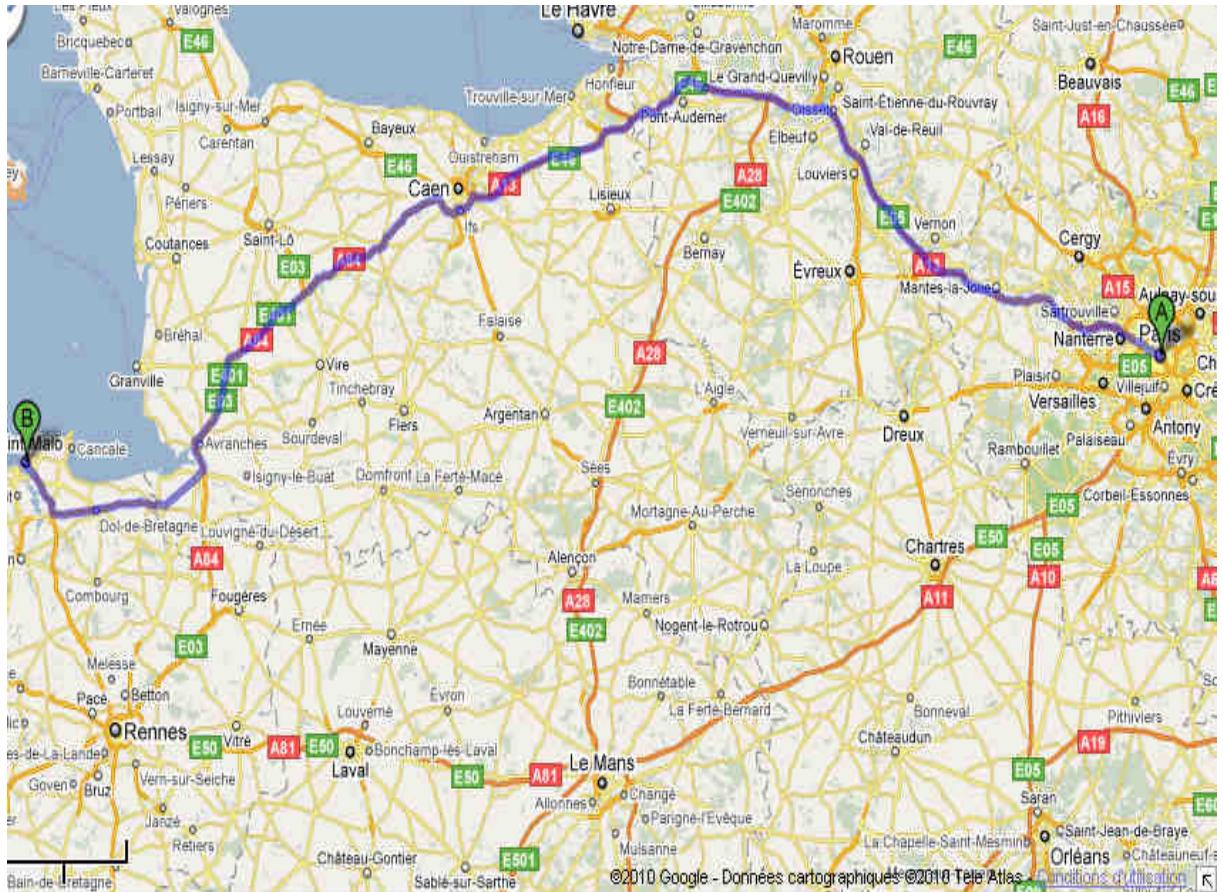 Valognes
Le Havre
Bricquebec
E46
Notre-Dame-de-Gravenchon
Maromme
E46
Saint-Just-en-Chaussée
Barneville-Carteret
Honfleur
Le Grand-Quevilly
Rouen
Beauvais
Portbail
Isigny-sur-Mer
Trouville-sur Mer
Saint-Étienne-du-Rouvray
E46
Carentan
Bayeux
Pont-Audemer
Oissel
A16
Lessay
E46
Ouistreham
Elbeuf
Val-de-Reuil
Périers
Caen
A13
Lisieux
A28
Louviers
E402
Coutances
Saint-Lô
Ifs
Bernay
Vernon
Cergy
E03
A84
Évreux
A13
Mantes-la-Jolie
A15
Sartrouville
A
Bréhal
A84
Falaise
Nanterre
Paris
Granville
Vire
A28
E05
Tinchebray
L'Aigle
Plaisir
Villejuif
B
E03
Fiers
Argentan
E402
Versailles
Cancale
Avranches
Sourdeval
Verneuil-sur-Avre
Dreux
Palaiseau
Antony
Isigny-le-Buat
Domfront
La Ferté-Macé
Sées
Rambouillet
Évry
Senonches
Corbeil-Essonnes
Dol-de-Bretagne
Louvigné-du-Désert
Mortagne-Au-Perche
E05
E50
A84
Alençon
Chartres
E05
La Loupe
A10
Combourg
Fougères
A28
Mamers
A11
Ernée
E402
Nogent-le-Rotrou
E03
Mayenne
Melesse
Bonnétable
Pacé
Betton
Évron
La Ferté-Bernard
Bonneval
Pithiviers
Rennes
Louverné
E50
Vitré
A81
E50
Bonchamp-lès-Laval
Châteaudun
A19
Laval
Le Mans
E05
Vern-sur-Seiche
E50
A81
Goven
Bruz
Allonnes
Changé
Saran
Janzé
Parigné-l'Évêque
Saint-Jean-de-Braye
Retiers
Mulsanne
La Chapelle-Saint-Mesmin
Château-Gontier
E501
Orléans
Bain-de-Bretagne
Sablé-sur-Sarthe
©2010 Google - Données cartographiques ©2010 Tele Atlas - Conditions d'utilisation